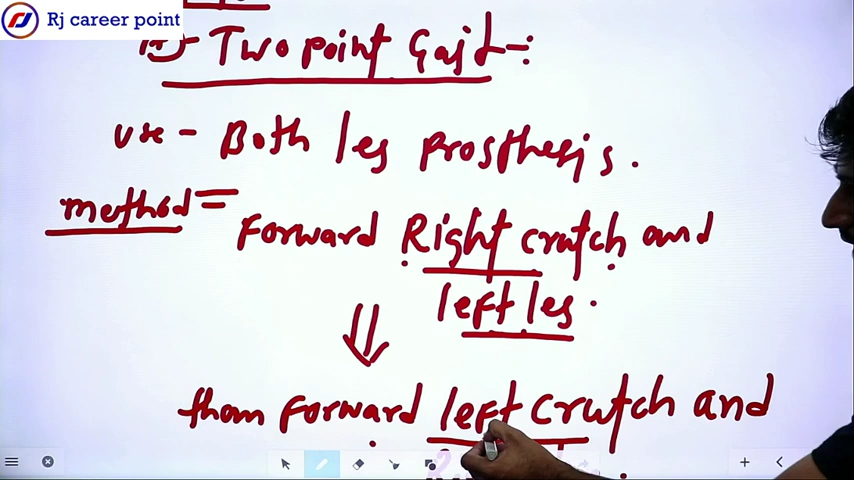 Rj career point
Two point Gait -:
use - Both leg prosthesis.
method =
Forward Right crutch and
left leg.
then forward left crutch and